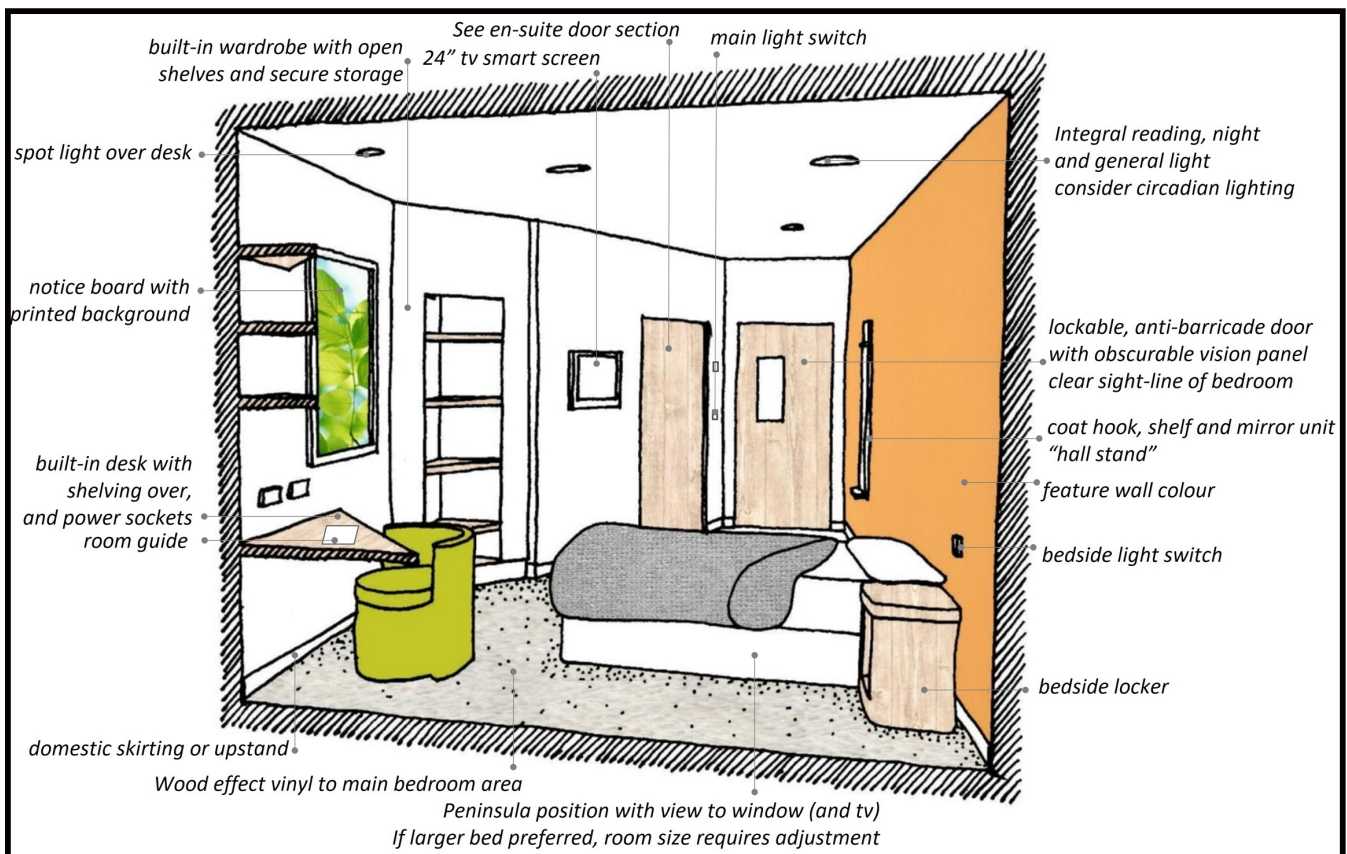 built-in wardrobe with open
shelves and secure storage
See en-suite door section
24” tv smart screen
main light switch
spot light over desk
Integral reading, night
and general light
consider circadian lighting
notice board with
printed background
lockable, anti-barricade door
with obscurable vision panel
clear sight-line of bedroom
coat hook, shelf and mirror unit
“hall stand”
built-in desk with
shelving over,
and power sockets
room guide
feature wall colour
bedside light switch
bedside locker
domestic skirting or upstand
Wood effect vinyl to main bedroom area
Peninsula position with view to window (and tv)
If larger bed preferred, room size requires adjustment